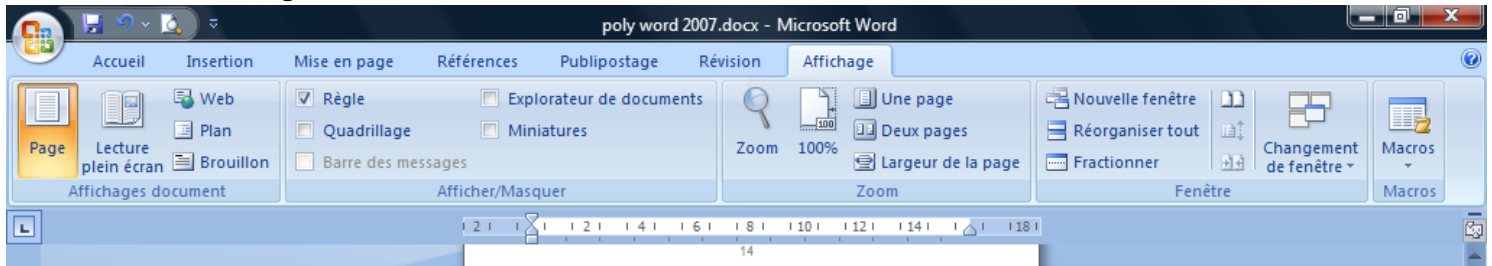 poly word 2007.docx - Microsoft Word
Accueil Insertion Mise en page Références Publipostage Révision Affichage
Page
Lecture plein écran
Web
Plan
Brouillon
Affichages document
Règle
Quadrillage
Barre des messages
Explorateur de documents
Miniatures
Afficher/Masquer
Zoom
100
100%
Une page
Deux pages
Largeur de la page
Zoom
Nouvelle fenêtre
Réorganiser tout
Fractionner
Changement de fenêtre
Fenêtre
Macros
Macros
2 2 4 6 8 10 12 14 18
14